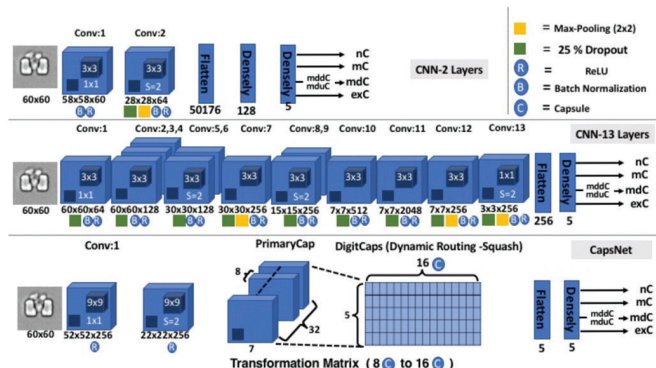 Conv:1 Conv:2
3x3 3x3
1x1 S=2
60x60 58x58x60 28x28x64
B R B R
Flatten Densely Densely
50176 128 5
nC
mC
mddC
mduC
mdC
exC
CNN-2 Layers
= Max-Pooling (2x2)
= 25 % Dropout
R = ReLU
B = Batch Normalization
C = Capsule
CNN-13 Layers
Conv:1 Conv:2,3,4 Conv:5,6 Conv:7 Conv:8,9 Conv:10 Conv:11 Conv:12 Conv:13
3x3 3x3 3x3 3x3 3x3 3x3 3x3 3x3 1x1
1x1 S=2 S=2 S=2
60x60 60x60x64 60x60x128 30x30x128 30x30x256 15x15x256 7x7x512 7x7x2048 7x7x256 3x3x256
B R B R B R B R B R B R B R B R B R
Flatten Densely
256 5
nC
mC
mddC
mduC
mdC
exC
CapsNet
Conv:1
9x9 9x9
1x1 S=2
60x60 52x52x256 22x22x256
R R
PrimaryCap
8
32
7
DigitCaps (Dynamic Routing -Squash)
16 C
5
Transformation Matrix ( 8 C to 16 C )
Flatten Densely
5 5
nC
mC
mddC
mduC
mdC
exC